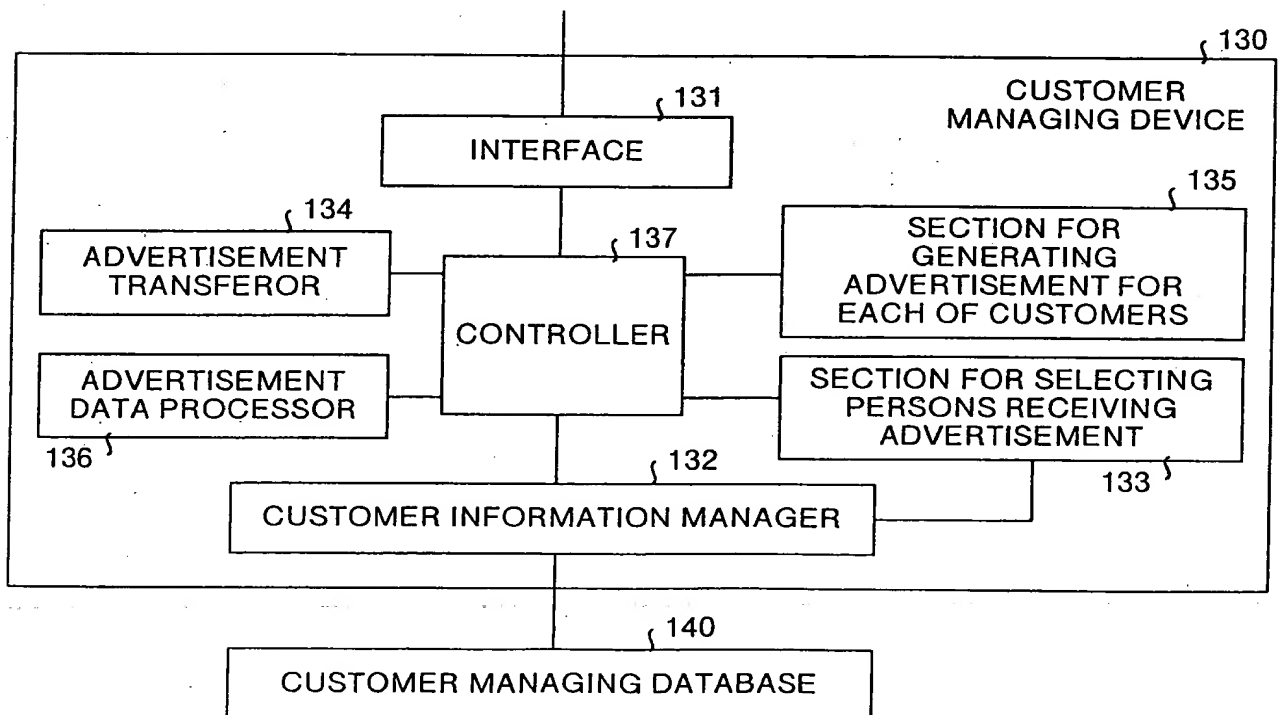 130
CUSTOMER
MANAGING DEVICE
131
INTERFACE
134
ADVERTISEMENT
TRANSFEROR
137
CONTROLLER
135
SECTION FOR
GENERATING
ADVERTISEMENT FOR
EACH OF CUSTOMERS
ADVERTISEMENT
DATA PROCESSOR
136
SECTION FOR SELECTING
PERSONS RECEIVING
ADVERTISEMENT
133
132
CUSTOMER INFORMATION MANAGER
140
CUSTOMER MANAGING DATABASE